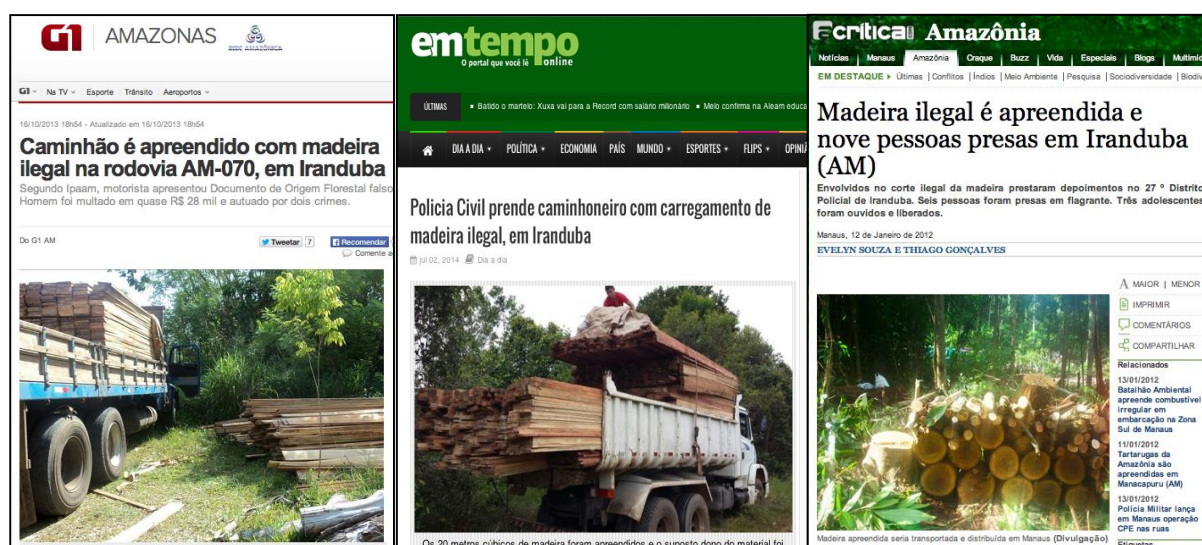 G1 AMAZONAS
REDE AMAZÔNICA
G1 Na TV Esporte Trânsito Aeroportos
16/10/2013 18h54 - Atualizado em 16/10/2013 18h54
Caminhão é apreendido com madeira
ilegal na rodovia AM-070, em Iranduba
Segundo Ipaam, motorista apresentou Documento de Origem Florestal falso
Homem foi multado em quase R$ 28 mil e autuado por dois crimes.
Do G1 AM
Tweetar 7 Recomendar
Comente
emtempo
O portal que você lê online
ÚLTIMAS Batido o martelo: Xuxa vai para a Record com salário milionário Melo confirma na Aleam educa
DIA A DIA POLÍTICA ECONOMIA PAÍS MUNDO ESPORTES FLIPS OPINI
Policia Civil prende caminhoneiro com carregamento de
madeira ilegal, em Iranduba
jul 02, 2014 Dia a dia
Os 20 metros cúbicos de madeira foram apreendidos e o suposto dono do material foi
crítica Amazônia
Notícias Manaus Amazônia Craque Buzz Vida Especiais Blogs Multimíd
EM DESTAQUE Últimas | Conflitos | Índios | Meio Ambiente | Pesquisa | Sociodiversidade | Biodiv
Madeira ilegal é apreendida e
nove pessoas presas em Iranduba
(AM)
Envolvidos no corte ilegal da madeira prestaram depoimentos no 27 º Distrito
Policial de Iranduba. Seis pessoas foram presas em flagrante. Três adolescentes
foram ouvidos e liberados.
Manaus, 12 de Janeiro de 2012
EVELYN SOUZA E THIAGO GONÇALVES
A MAIOR | MENOR
IMPRIMIR
COMENTÁRIOS
COMPARTILHAR
Relacionados
13/01/2012
Batalhão Ambiental
apreende combustível
irregular em
embarcação na Zona
Sul de Manaus
11/01/2012
Tartarugas da
Amazônia são
apreendidas em
Manacapuru (AM)
13/01/2012
Polícia Militar lança
em Manaus operação
CPE nas ruas
Etiquetas
Madeira apreendida seria transportada e distribuída em Manaus (Divulgação)